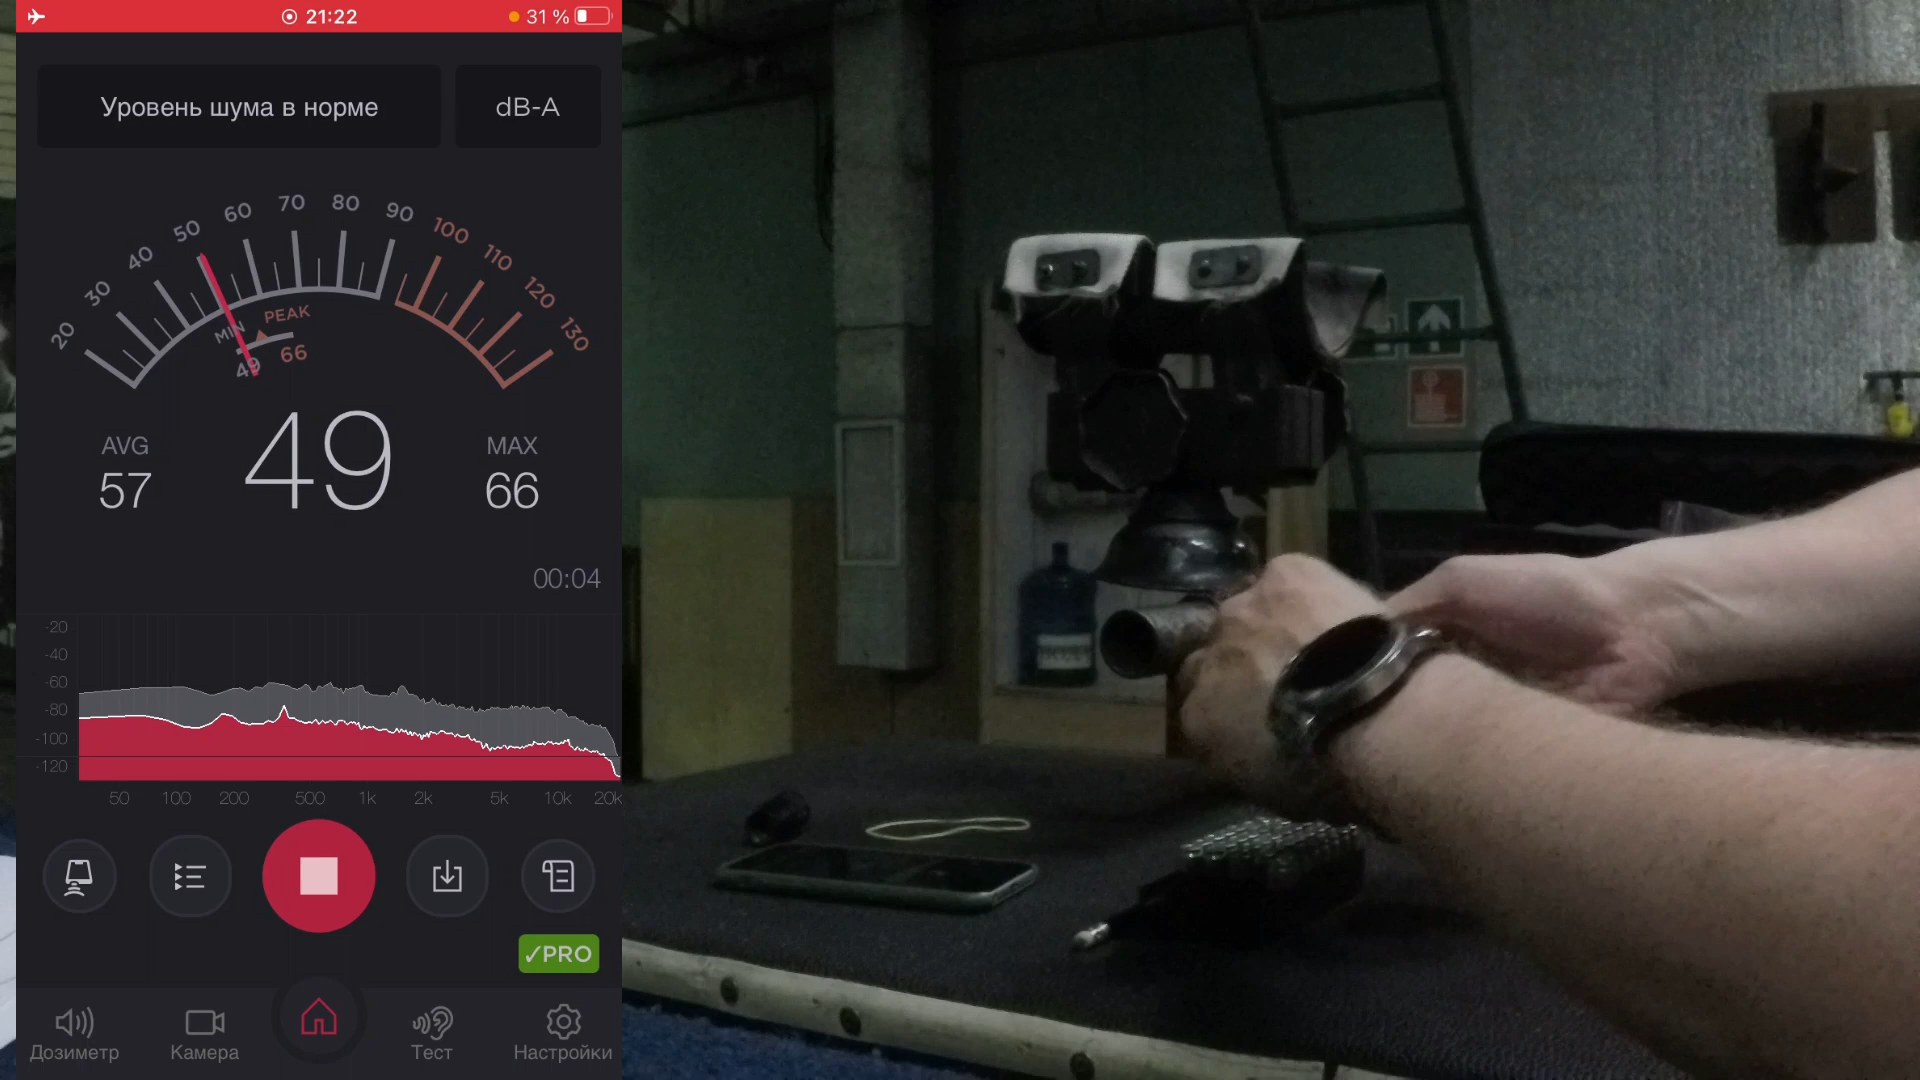 21:22
31 %
Уровень шума в норме
dB-A
20 30 40 50 60 70 80 90 100 110 120 130
MIN PEAK
49 66
AVG
57
49
MAX
66
00:04
-20
-40
-60
-80
-100
-120
50 100 200 500 1k 2k 5k 10k 20k
✓PRO
Дозиметр
Камера
Тест
Настройки